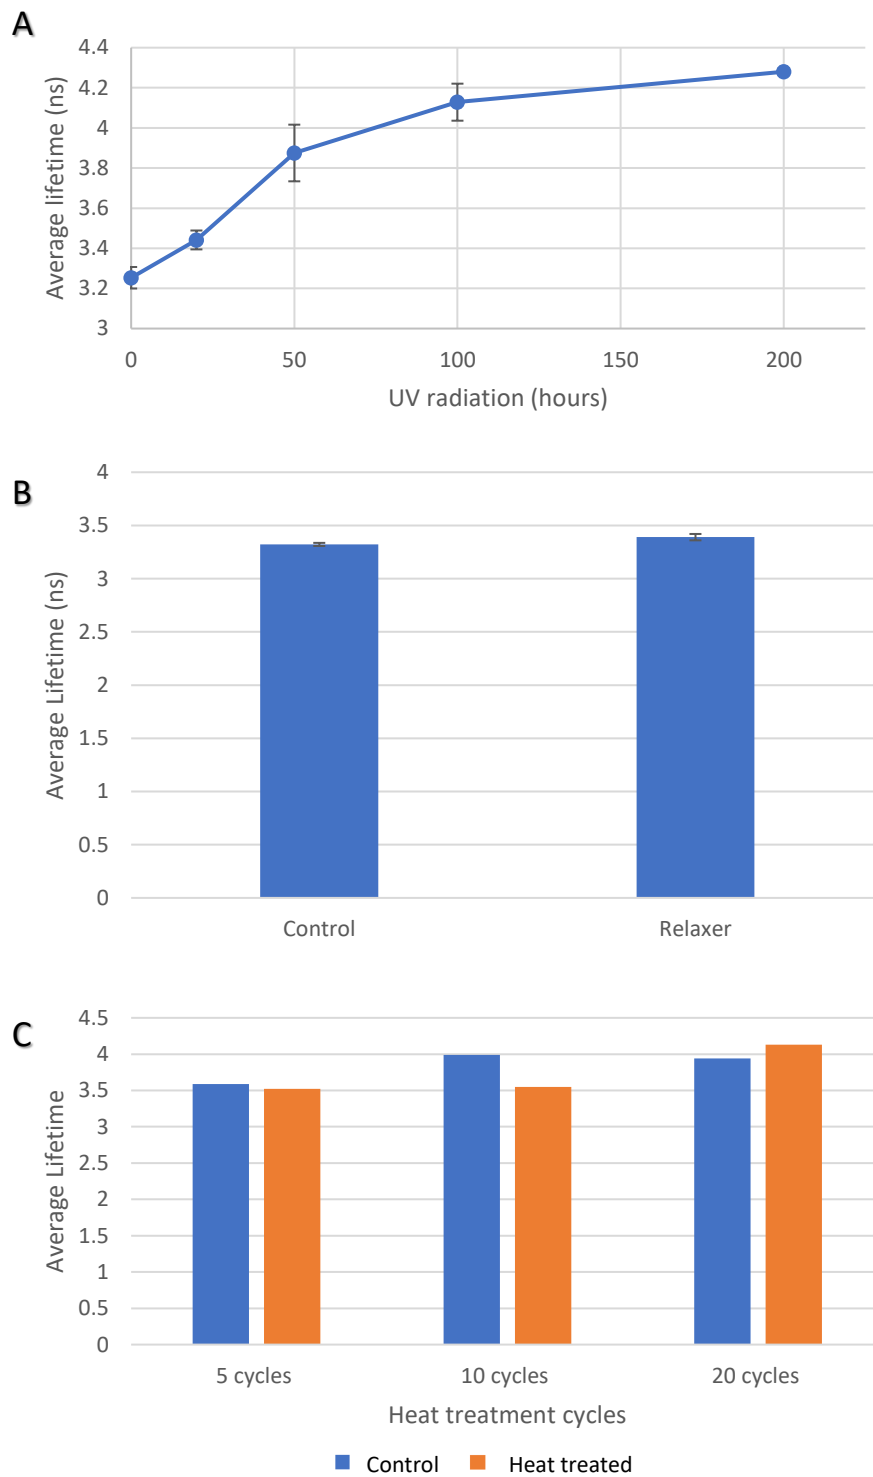 A
4.4
4.2
4
3.8
3.6
3.4
3.2
3
Average lifetime (ns)
0 50 100 150 200
UV radiation (hours)
B
4
3.5
3
2.5
2
1.5
1
0.5
0
Average Lifetime (ns)
Control Relaxer
C
4.5
4
3.5
3
2.5
2
1.5
1
0.5
0
Average Lifetime
5 cycles 10 cycles 20 cycles
Heat treatment cycles
Control Heat treated